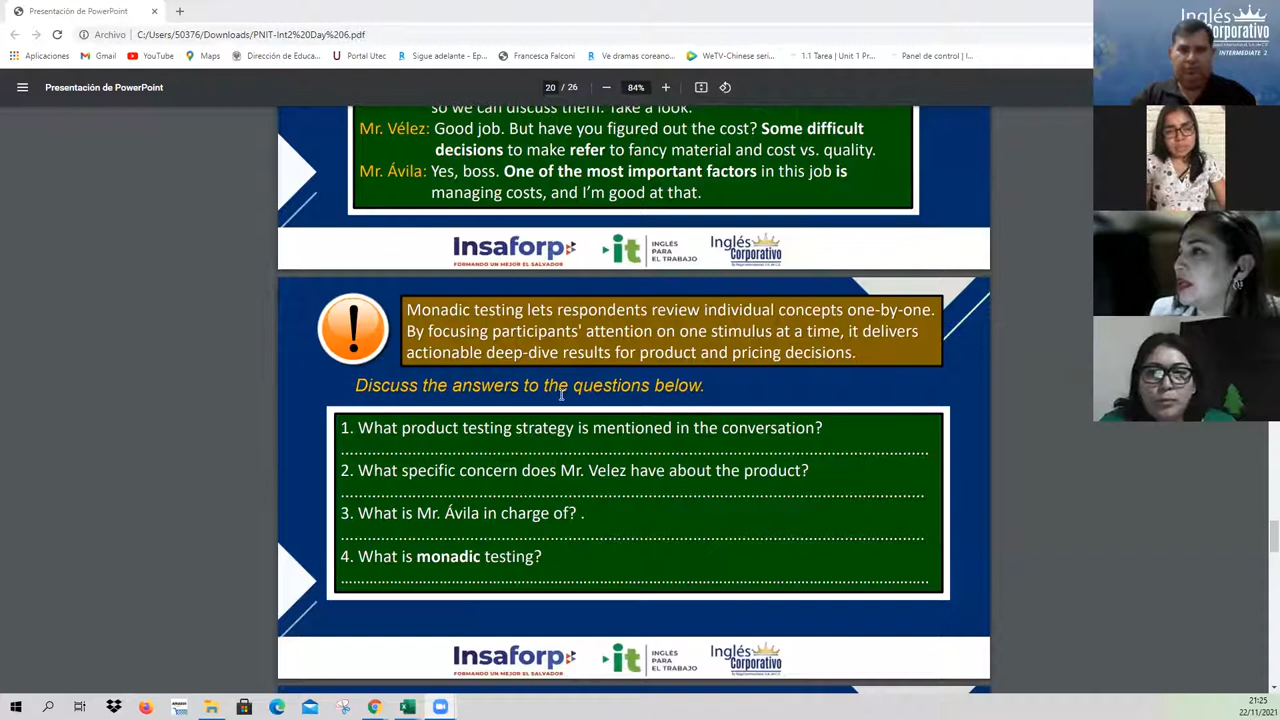 Presentación de PowerPoint
Archivo | C:/Users/50376/Downloads/PNIT-Int2%20Day%206.pdf
Aplicaciones
Gmail
YouTube
Maps
Dirección de Educa...
Portal Utec
Sigue adelante - Ep...
Francesca Falconi
Ve dramas coreano...
WeTV-Chinese seri...
1.1 Tarea | Unit 1 Pr...
Panel de control | I...
Presentación de PowerPoint
20 / 26
84%
so we can discuss them. Take a look.
Mr. Vélez: Good job. But have you figured out the cost? Some difficult
decisions to make refer to fancy material and cost vs. quality.
Mr. Ávila: Yes, boss. One of the most important factors in this job is
managing costs, and I'm good at that.
Insaforp
FORMANDO UN MEJOR EL SALVADOR
it
INGLÉS
PARA
EL TRABAJO
Inglés
Corporativo
Monadic testing lets respondents review individual concepts one-by-one.
By focusing participants' attention on one stimulus at a time, it delivers
actionable deep-dive results for product and pricing decisions.
Discuss the answers to the questions below.
1. What product testing strategy is mentioned in the conversation?
2. What specific concern does Mr. Velez have about the product?
3. What is Mr. Ávila in charge of? .
4. What is monadic testing?
Insaforp
FORMANDO UN MEJOR EL SALVADOR
it
INGLÉS
PARA
EL TRABAJO
Inglés
Corporativo
Inglés
Corporativo
INTERMEDIATE 2
21:25
22/11/2021